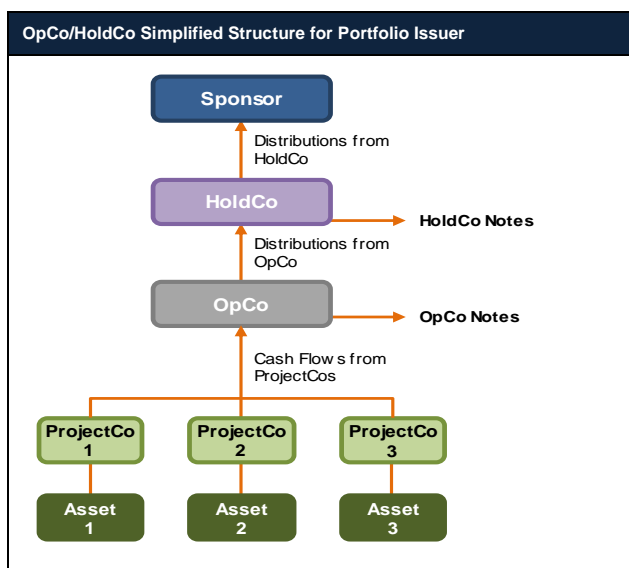 OpCo/HoldCo Simplified Structure for Portfolio Issuer
Sponsor
Distributions from
HoldCo
HoldCo
HoldCo Notes
Distributions from
OpCo
OpCo
OpCo Notes
Cash Flows from
ProjectCos
ProjectCo
1
ProjectCo
2
ProjectCo
3
Asset
1
Asset
2
Asset
3